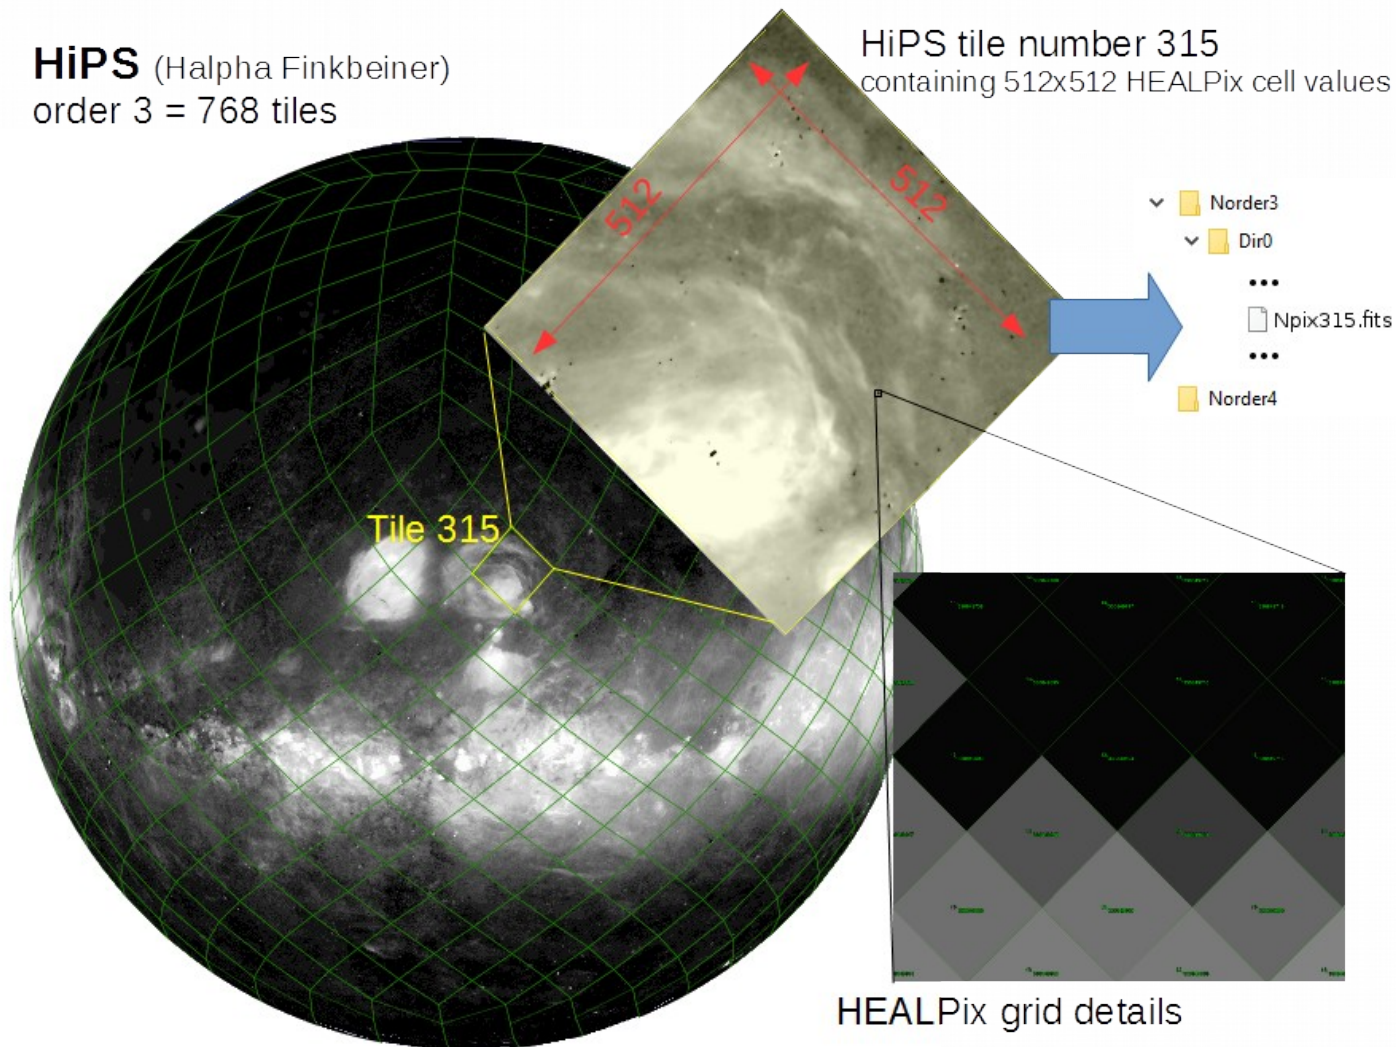 HiPS (Halpha Finkbeiner)
order 3 = 768 tiles
HiPS tile number 315
containing 512x512 HEALPix cell values
512
512
Norder3
Dir0
•••
Npix315.fits
•••
Norder4
Tile 315
HEALPix grid details